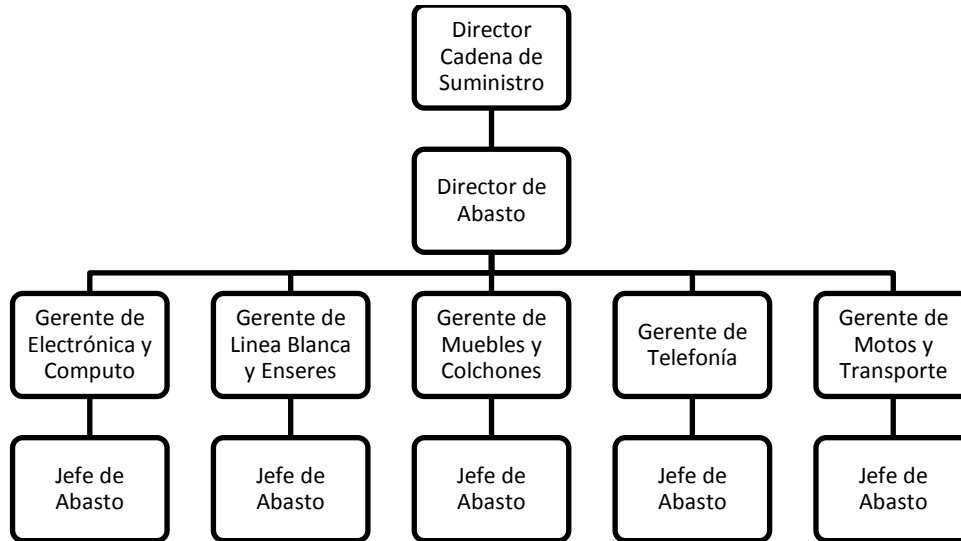 Director
Cadena de
Suministro
Director de
Abasto
Gerente de
Electrónica y
Computo
Gerente de
Linea Blanca
y Enseres
Gerente de
Muebles y
Colchones
Gerente de
Telefonía
Gerente de
Motos y
Transporte
Jefe de
Abasto
Jefe de
Abasto
Jefe de
Abasto
Jefe de
Abasto
Jefe de
Abasto